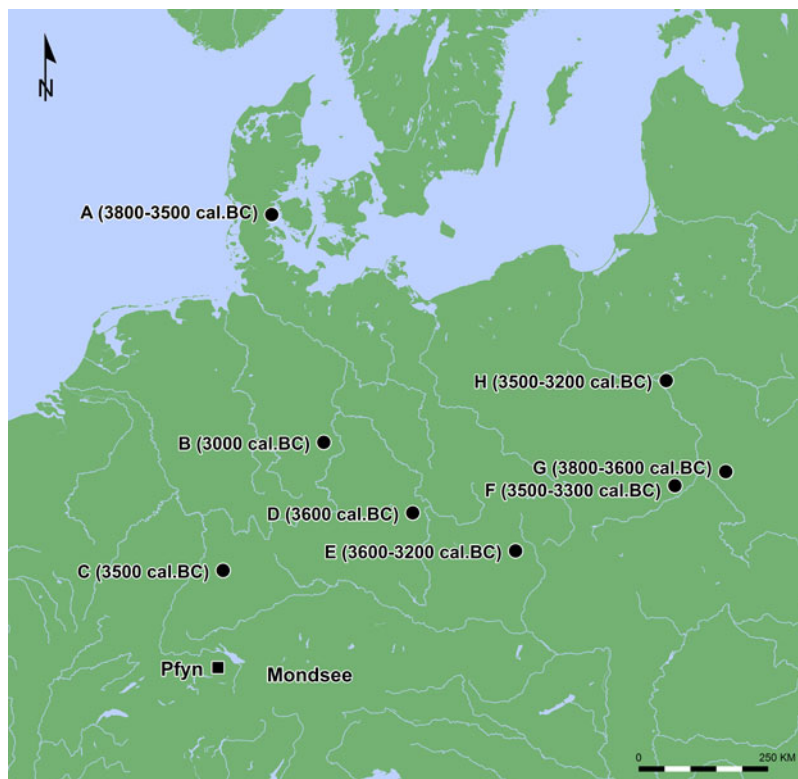 N
A (3800-3500 cal.BC)
H (3500-3200 cal.BC)
B (3000 cal.BC)
G (3800-3600 cal.BC)
F (3500-3300 cal.BC)
D (3600 cal.BC)
E (3600-3200 cal.BC)
C (3500 cal.BC)
Pfyn
Mondsee
0 250 KM